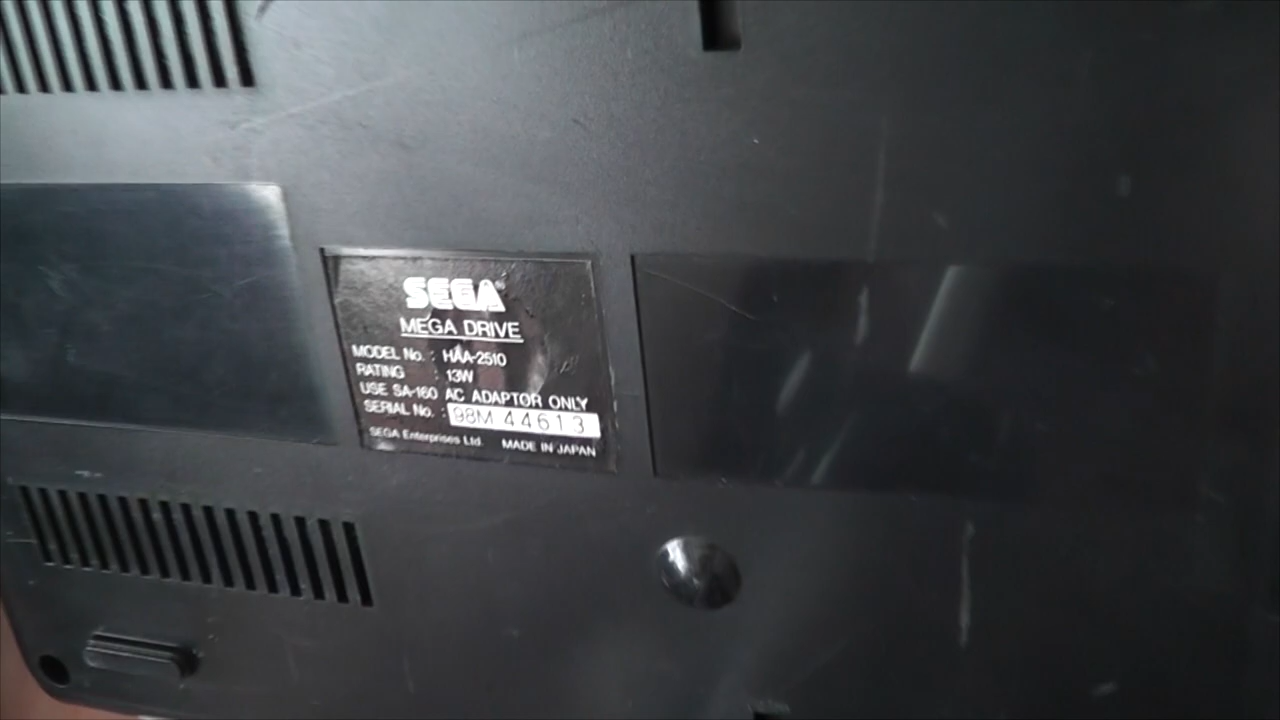 SEGA®
MEGA DRIVE
MODEL No. : HAA-2510
RATING : 13W
USE SA-160 AC ADAPTOR ONLY
SERIAL No. : 98M 44613
SEGA Enterprises Ltd. MADE IN JAPAN